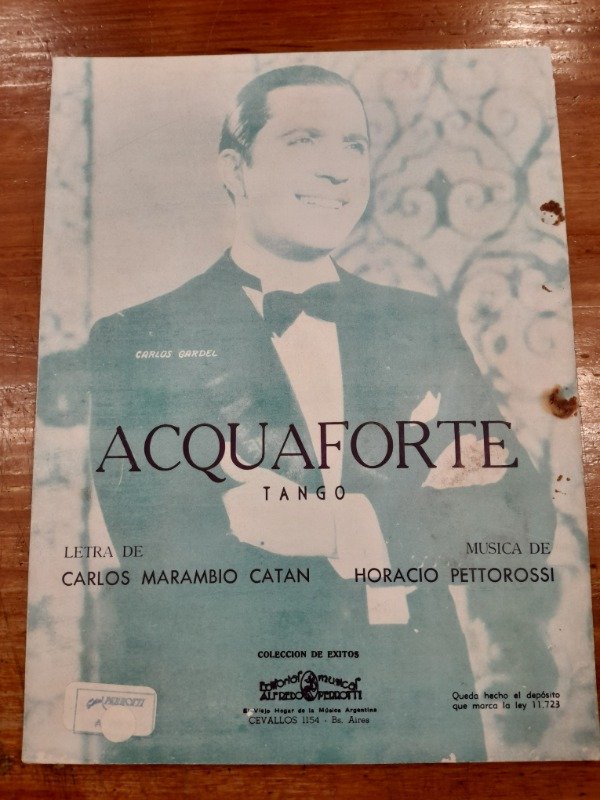 CARLOS GARDEL
ACQUAFORTE
TANGO
LETRA DE
CARLOS MARAMBIO CATAN
MUSICA DE
HORACIO PETTOROSSI
COLECCION DE EXITOS
Editorial musical
ALFREDO PERROTTI
El Viejo Hogar de la Música Argentina
CEVALLOS 1154 - Bs. Aires
Queda hecho el depósito
que marca la ley 11.723
PERROTTI